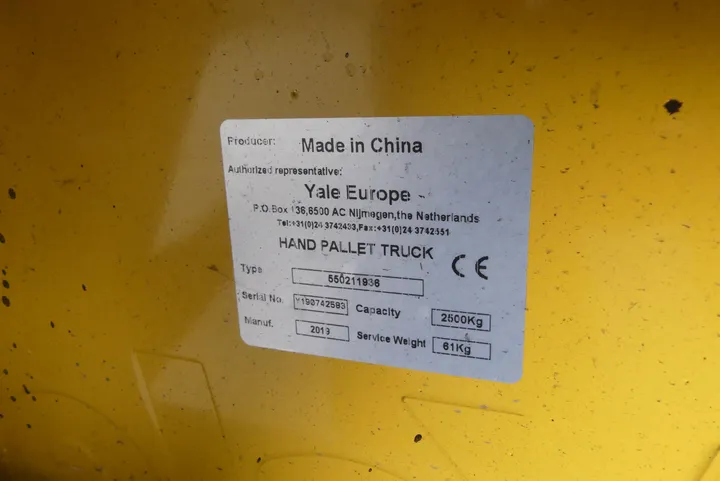 Producer: Made in China
Authorized representative:
Yale Europe
P.O.Box 136,6500 AC Nijmegen,the Netherlands
Tel:+31(0)24 3742433,Fax:+31(0)24 3742551
HAND PALLET TRUCK
CE
Type 550211936
Serial No. Y190742593 Capacity 2500Kg
Manuf. 2019 Service Weight 61Kg